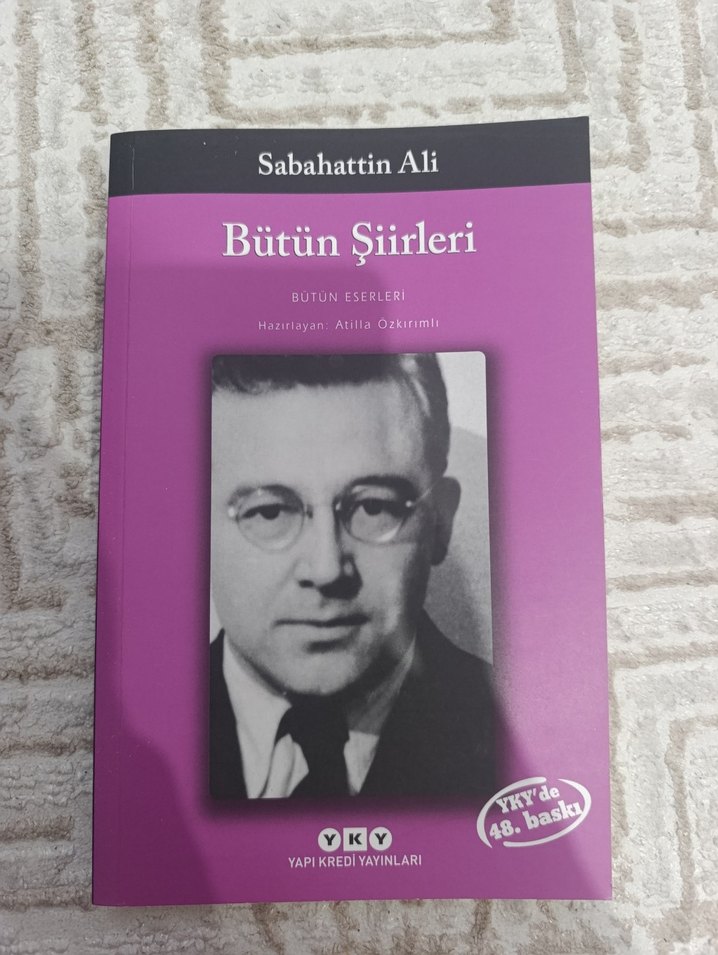 Sabahattin Ali
Bütün Şiirleri
BÜTÜN ESERLERİ
Hazırlayan: Atilla Özkırımlı
YKY'de
48. baskı
YKY
YAPI KREDİ YAYINLARI